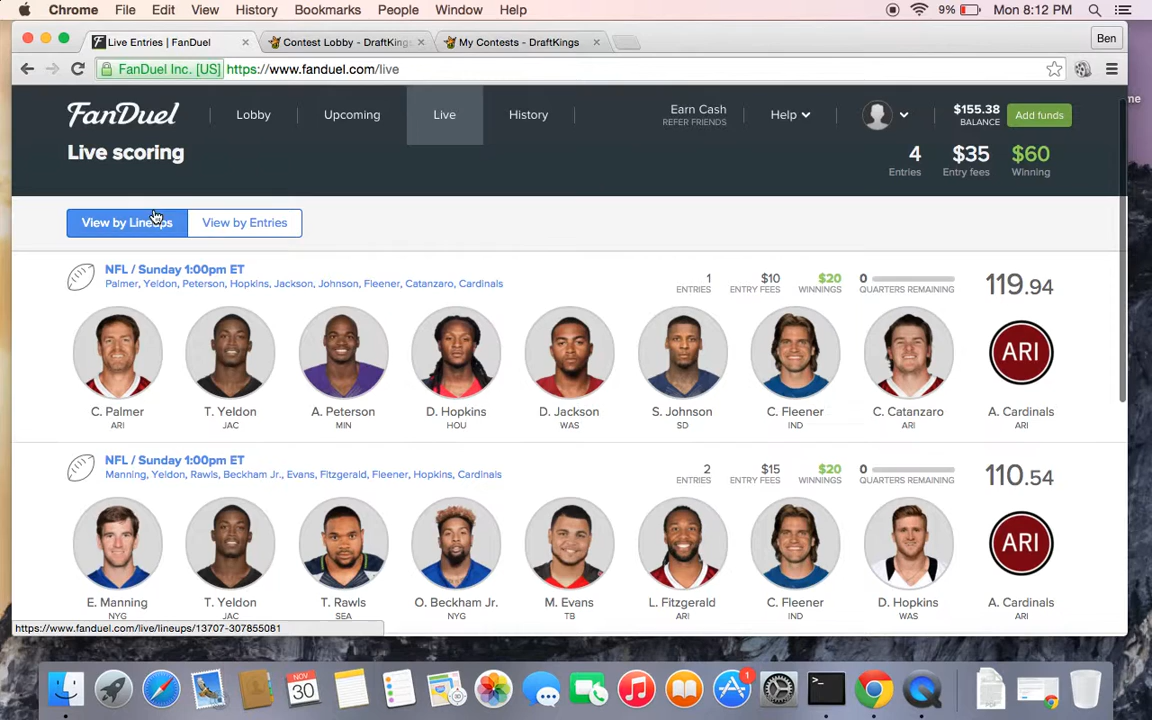 Chrome File Edit View History Bookmarks People Window Help 9% Mon 8:12 PM
Live Entries | FanDuel Contest Lobby - DraftKings My Contests - DraftKings Ben
FanDuel Inc. [US] https://www.fanduel.com/live
FanDuel Lobby Upcoming Live History Earn Cash Help $155.38 Add funds
REFER FRIENDS BALANCE
Live scoring 4 $35 $60
Entries Entry fees Winning
View by Lineups View by Entries
NFL / Sunday 1:00pm ET 1 $10 $20 0 119.94
Palmer, Yeldon, Peterson, Hopkins, Jackson, Johnson, Fleener, Catanzaro, Cardinals ENTRIES ENTRY FEES WINNINGS QUARTERS REMAINING
ARI
C. Palmer T. Yeldon A. Peterson D. Hopkins D. Jackson S. Johnson C. Fleener C. Catanzaro A. Cardinals
ARI JAC MIN HOU WAS SD IND ARI ARI
NFL / Sunday 1:00pm ET 2 $15 $20 0 110.54
Manning, Yeldon, Rawls, Beckham Jr., Evans, Fitzgerald, Fleener, Hopkins, Cardinals ENTRIES ENTRY FEES WINNINGS QUARTERS REMAINING
ARI
E. Manning T. Yeldon T. Rawls O. Beckham Jr. M. Evans L. Fitzgerald C. Fleener D. Hopkins A. Cardinals
NYG JAC SEA NYG TB ARI IND WAS ARI
https://www.fanduel.com/live/lineups/13707-307855081
NOV
30
1